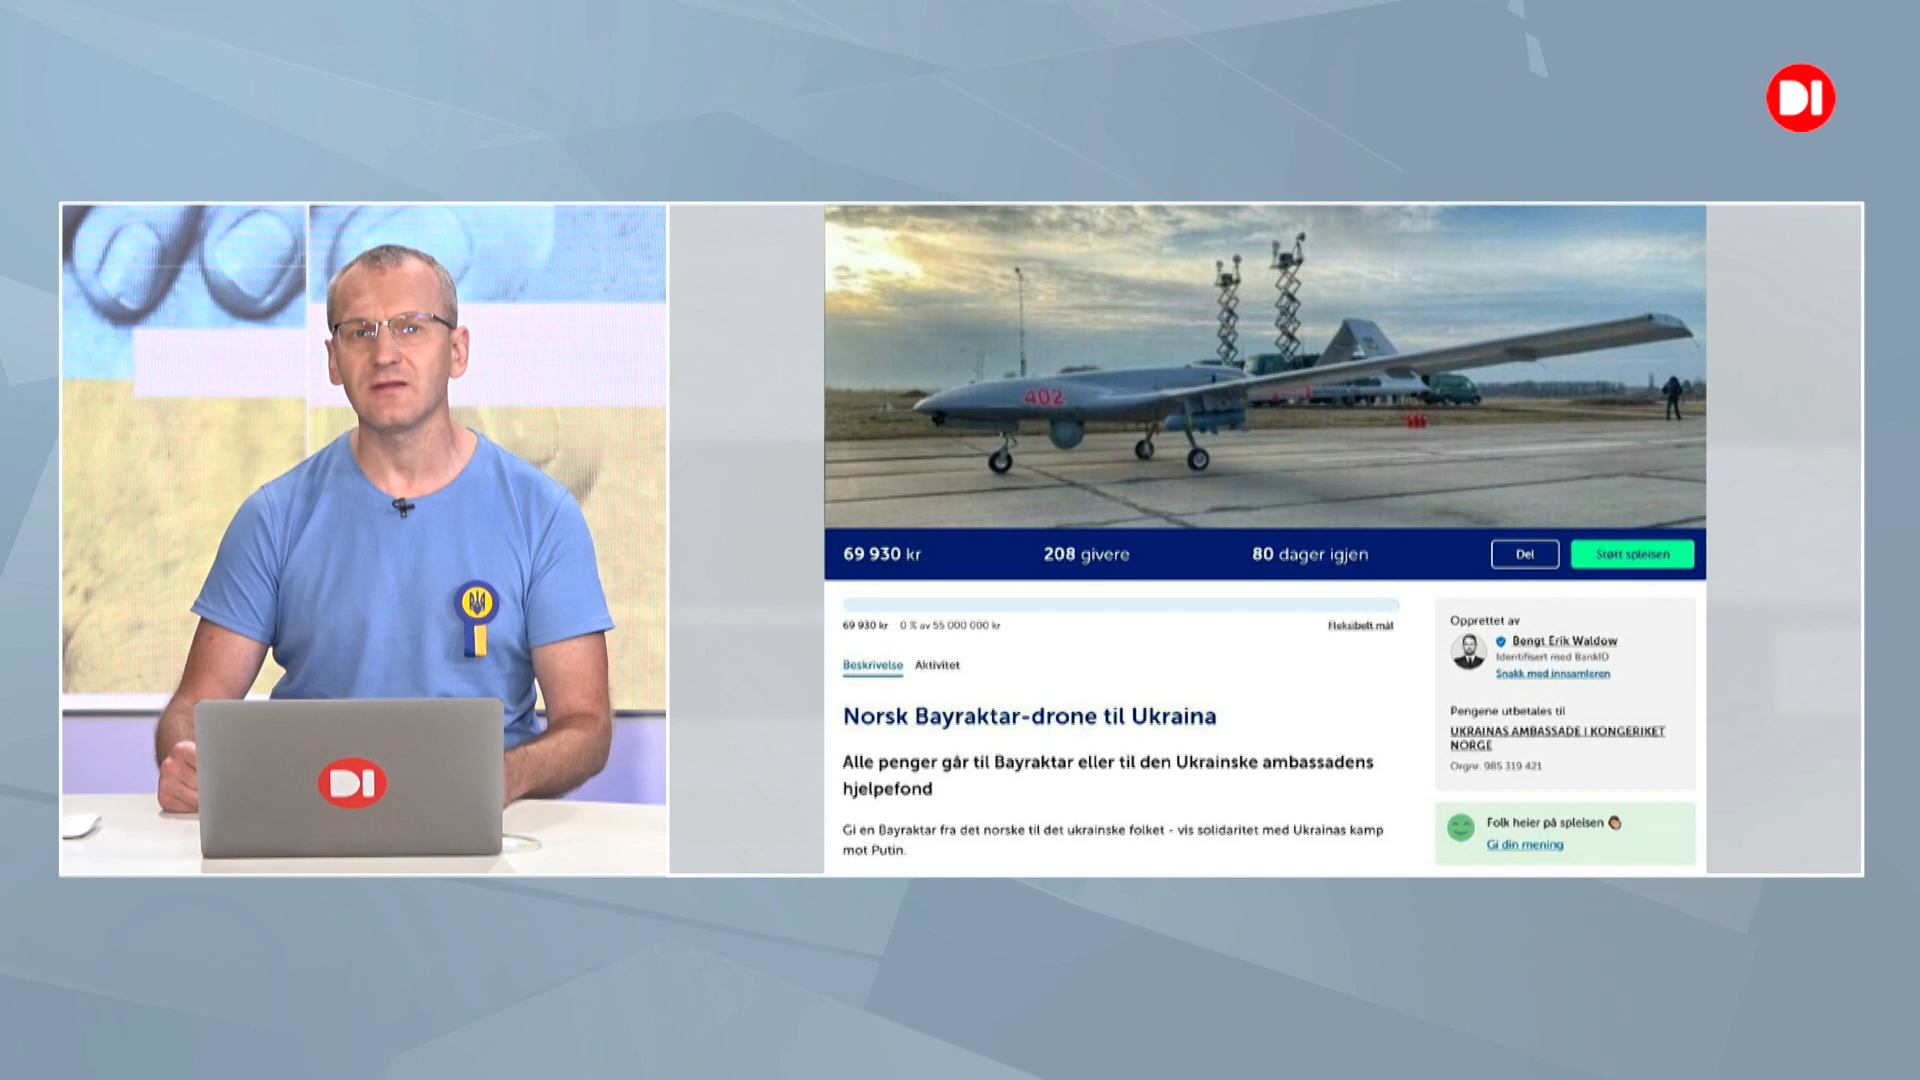 DI
402
69 930 kr
208 givere
80 dager igjen
Del
Støtt spleisen
69 930 kr 0 % av 55 000 000 kr
Fleksibelt mål
Beskrivelse Aktivitet
Norsk Bayraktar-drone til Ukraina
Alle penger går til Bayraktar eller til den Ukrainske ambassadens
hjelpefond
Gi en Bayraktar fra det norske til det ukrainske folket - vis solidaritet med Ukrainas kamp
mot Putin.
Opprettet av
Bengt Erik Waldow
Identifisert med BankID
Snakk med innsamleren
Pengene utbetales til
UKRAINAS AMBASSADE I KONGERIKET
NORGE
Orgnr. 985 319 421
Folk heier på spleisen
Gi din mening
DI